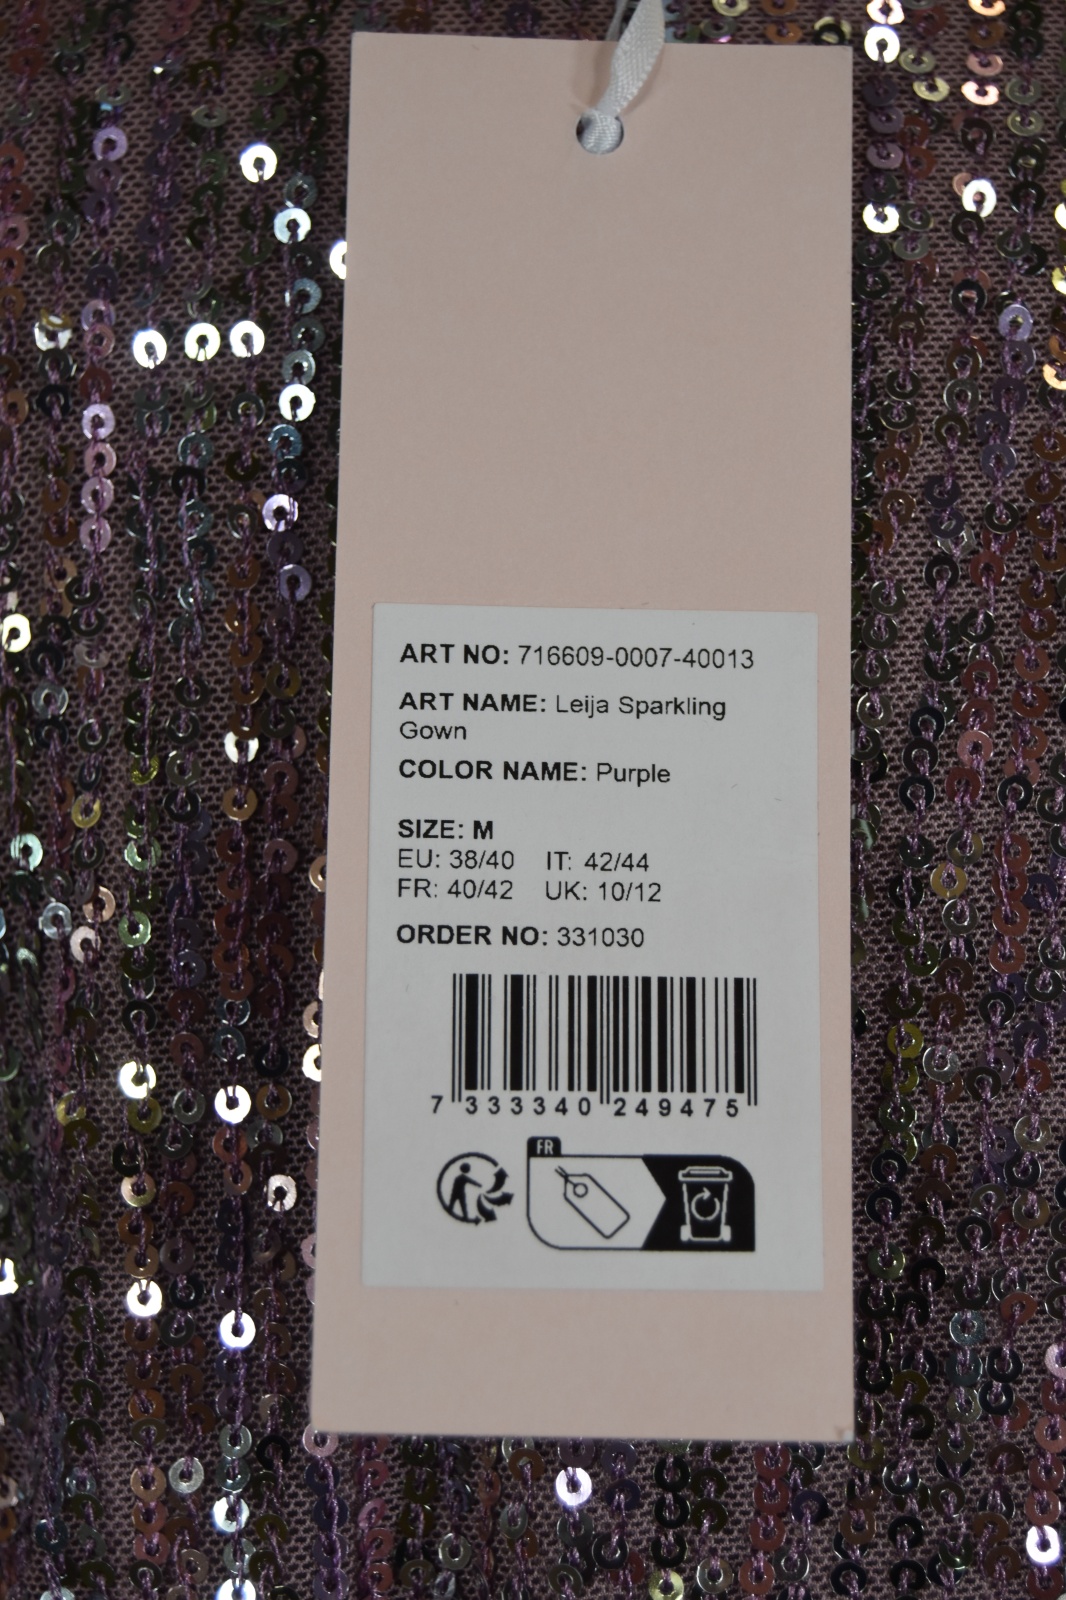 ART NO: 716609-0007-40013
ART NAME: Leija Sparkling
Gown
COLOR NAME: Purple
SIZE: M
EU: 38/40 IT: 42/44
FR: 40/42 UK: 10/12
ORDER NO: 331030
7 333340 249475
FR